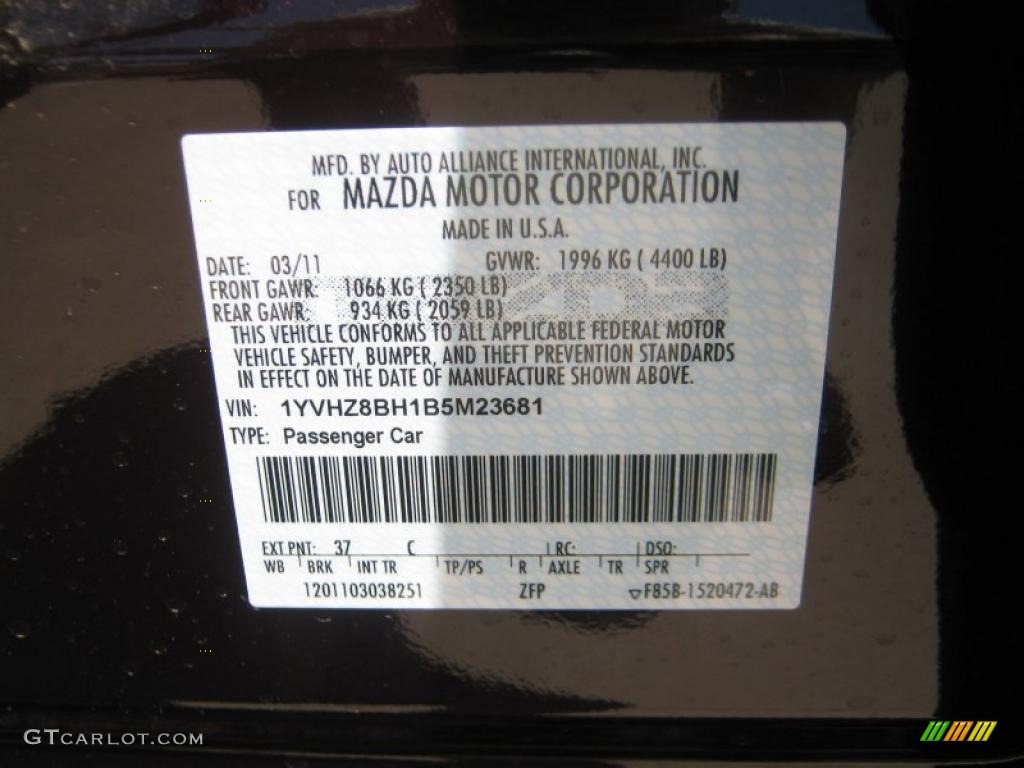 MFD. BY AUTO ALLIANCE INTERNATIONAL, INC.
FOR MAZDA MOTOR CORPORATION
MADE IN U.S.A.
DATE: 03/11 GVWR: 1996 KG ( 4400 LB)
FRONT GAWR: 1066 KG ( 2350 LB)
REAR GAWR: 934 KG ( 2059 LB)
THIS VEHICLE CONFORMS TO ALL APPLICABLE FEDERAL MOTOR
VEHICLE SAFETY, BUMPER, AND THEFT PREVENTION STANDARDS
IN EFFECT ON THE DATE OF MANUFACTURE SHOWN ABOVE.
VIN: 1YVHZ8BH1B5M23681
TYPE: Passenger Car
EXT PNT: 37 C RC: DSO:
WB BRK INT TR TP/PS R AXLE TR SPR
1201103038251 ZFP F85B-1520472-AB
GTCARLOT.COM